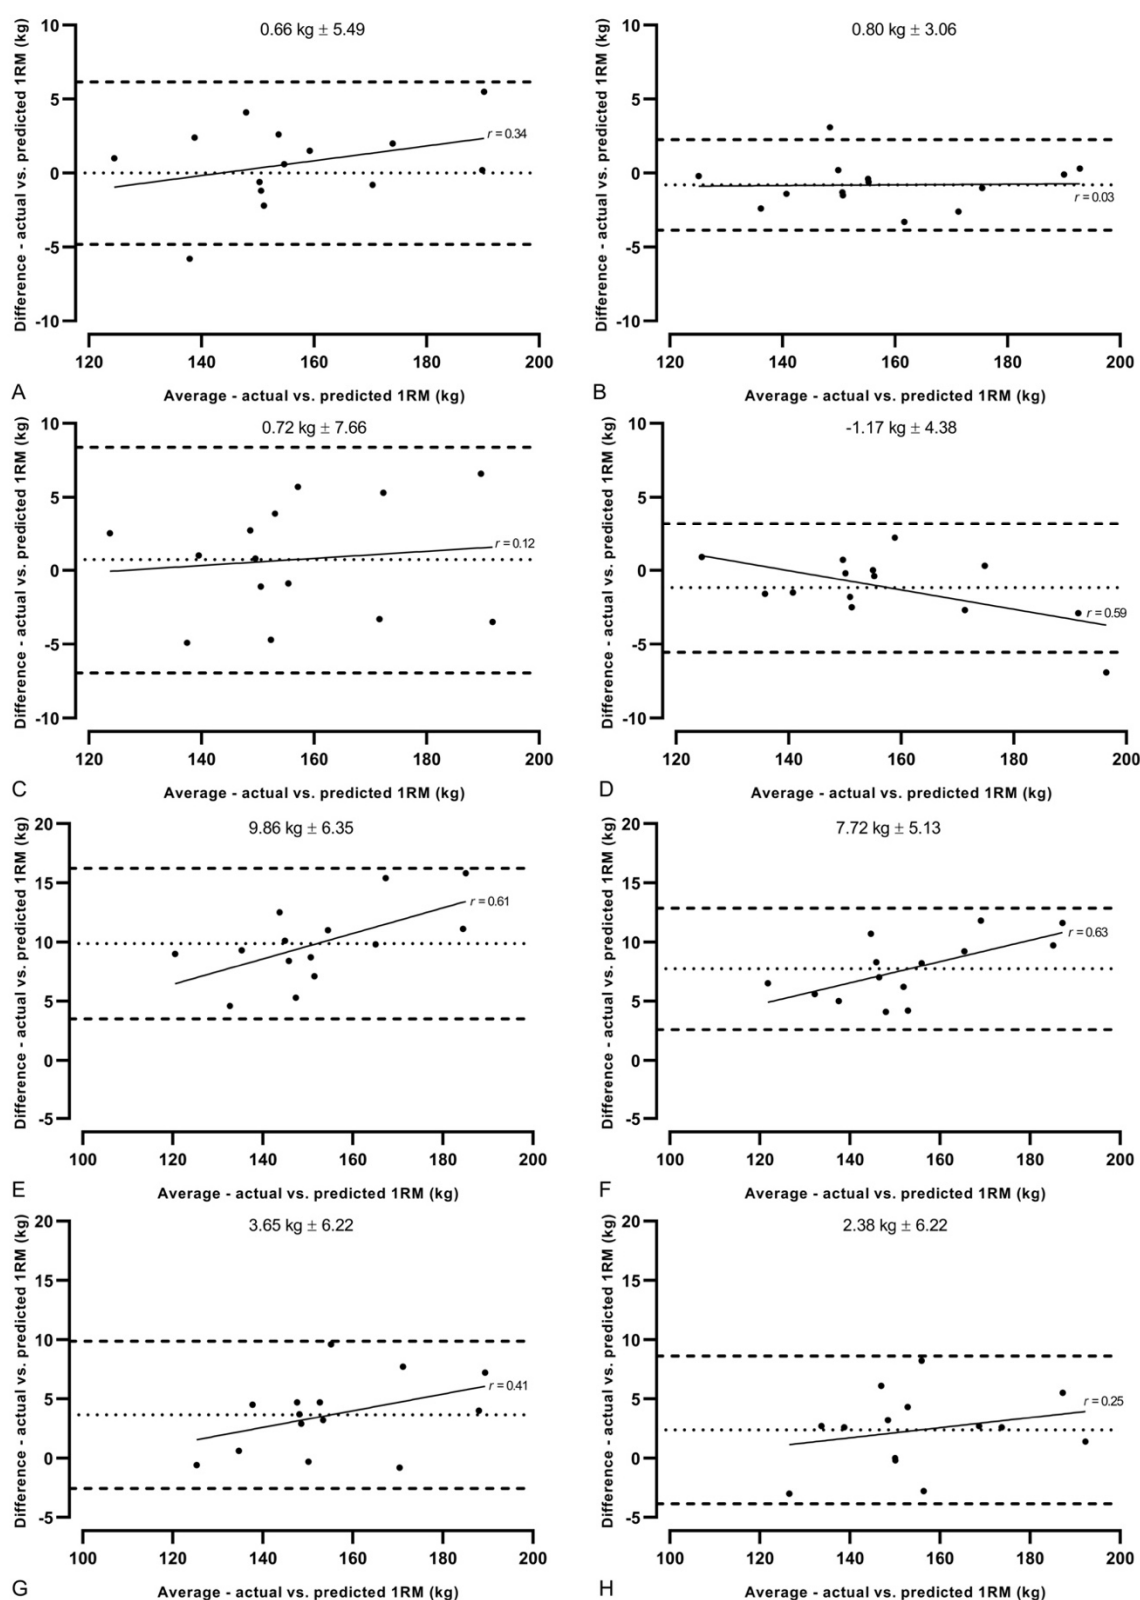 0.66 kg ± 5.49
Difference - actual vs. predicted 1RM (kg)
10
5
0
-5
-10
r = 0.34
120 140 160 180 200
A
Average - actual vs. predicted 1RM (kg)
0.80 kg ± 3.06
Difference - actual vs. predicted 1RM (kg)
10
5
0
-5
-10
r = 0.03
120 140 160 180 200
B
Average - actual vs. predicted 1RM (kg)
0.72 kg ± 7.66
Difference - actual vs. predicted 1RM (kg)
10
5
0
-5
-10
r = 0.12
120 140 160 180 200
C
Average - actual vs. predicted 1RM (kg)
-1.17 kg ± 4.38
Difference - actual vs. predicted 1RM (kg)
10
5
0
-5
-10
r = 0.59
120 140 160 180 200
D
Average - actual vs. predicted 1RM (kg)
9.86 kg ± 6.35
Difference - actual vs. predicted 1RM (kg)
20
15
10
5
0
-5
r = 0.61
100 120 140 160 180 200
E
Average - actual vs. predicted 1RM (kg)
7.72 kg ± 5.13
Difference - actual vs. predicted 1RM (kg)
20
15
10
5
0
-5
r = 0.63
100 120 140 160 180 200
F
Average - actual vs. predicted 1RM (kg)
3.65 kg ± 6.22
Difference - actual vs. predicted 1RM (kg)
20
15
10
5
0
-5
r = 0.41
100 120 140 160 180 200
G
Average - actual vs. predicted 1RM (kg)
2.38 kg ± 6.22
Difference - actual vs. predicted 1RM (kg)
20
15
10
5
0
-5
r = 0.25
100 120 140 160 180 200
H
Average - actual vs. predicted 1RM (kg)